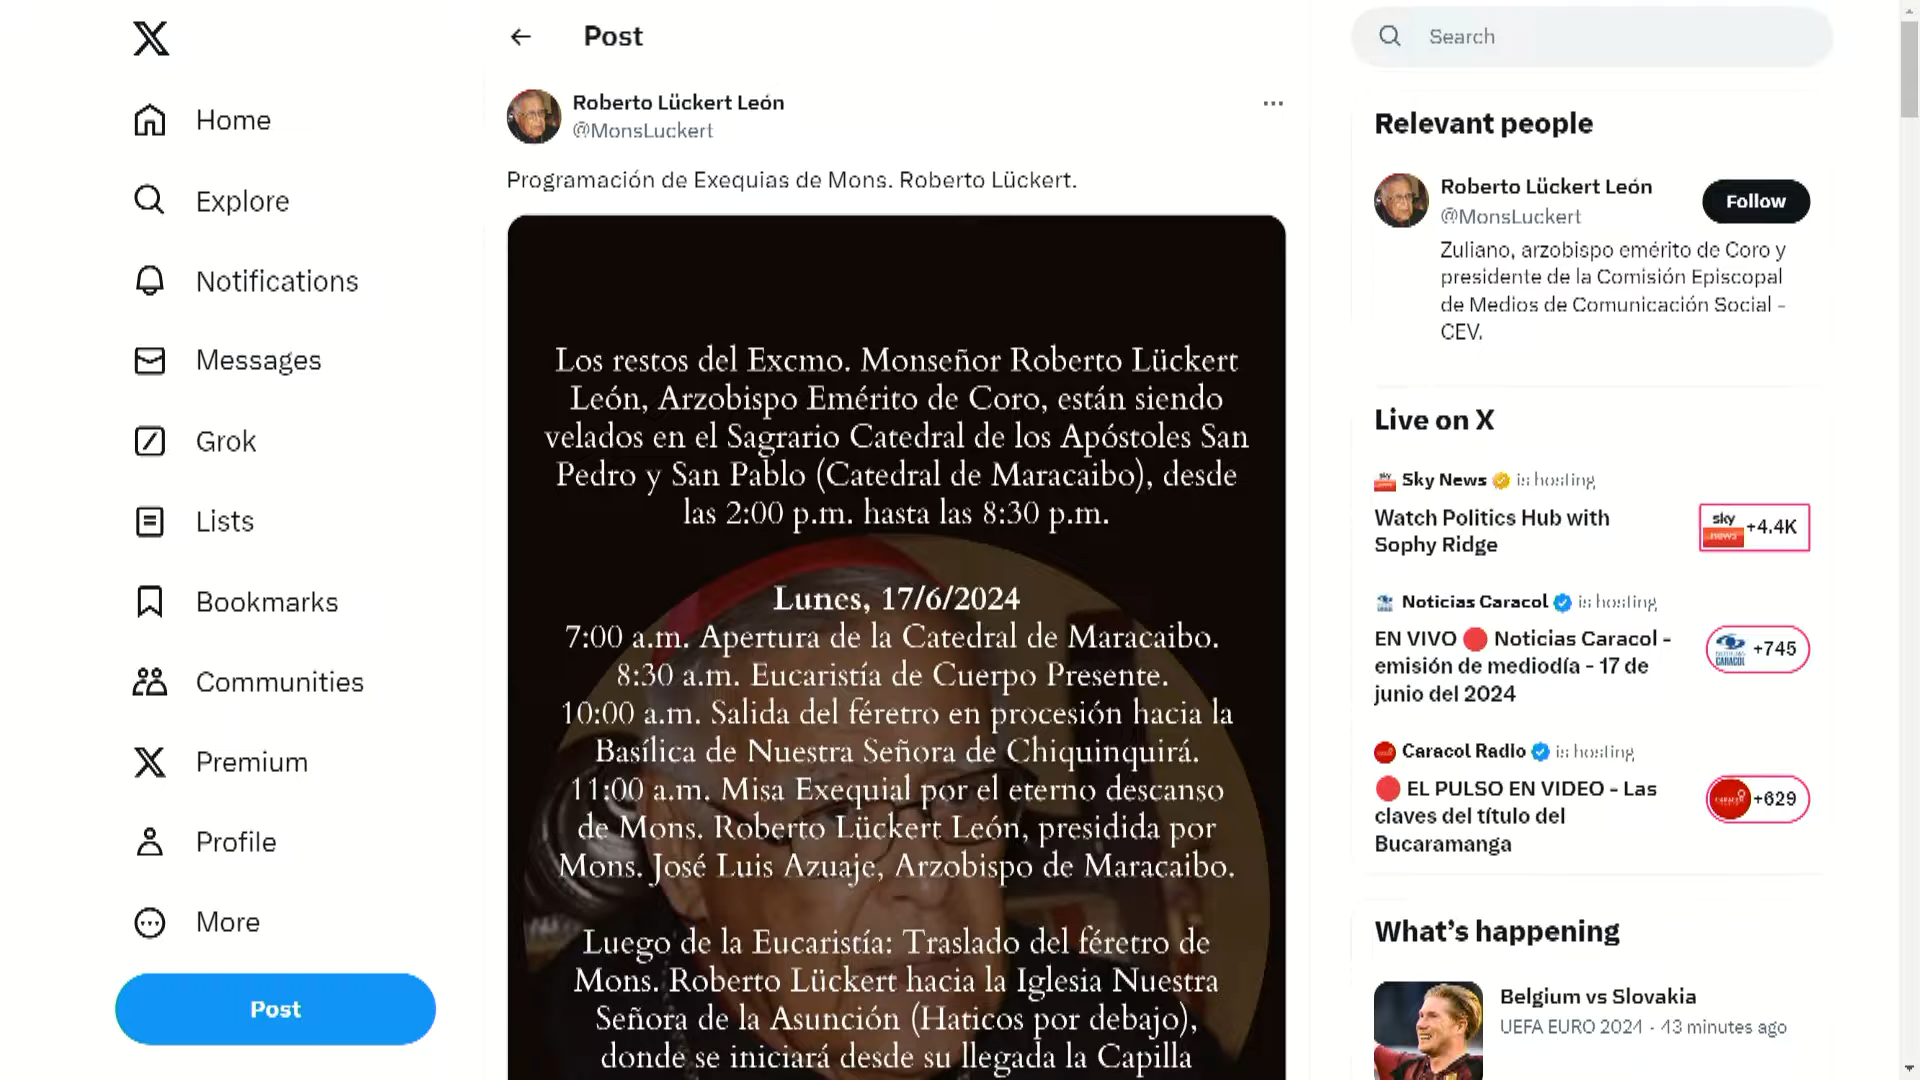 Home
Explore
Notifications
Messages
Grok
Lists
Bookmarks
Communities
Premium
Profile
More
Post
Post
Roberto Lückert León
@MonsLuckert
Programación de Exequias de Mons. Roberto Lückert.
Los restos del Excmo. Monseñor Roberto Lückert
León, Arzobispo Emérito de Coro, están siendo
velados en el Sagrario Catedral de los Apóstoles San
Pedro y San Pablo (Catedral de Maracaibo), desde
las 2:00 p.m. hasta las 8:30 p.m.
Lunes, 17/6/2024
7:00 a.m. Apertura de la Catedral de Maracaibo.
8:30 a.m. Eucaristía de Cuerpo Presente.
10:00 a.m. Salida del féretro en procesión hacia la
Basílica de Nuestra Señora de Chiquinquirá.
11:00 a.m. Misa Exequial por el eterno descanso
de Mons. Roberto Lückert León, presidida por
Mons. José Luis Azuaje, Arzobispo de Maracaibo.
Luego de la Eucaristía: Traslado del féretro de
Mons. Roberto Lückert hacia la Iglesia Nuestra
Señora de la Asunción (Haticos por debajo),
donde se iniciará desde su llegada la Capilla
Search
Relevant people
Roberto Lückert León
@MonsLuckert
Follow
Zuliano, arzobispo emérito de Coro y
presidente de la Comisión Episcopal
de Medios de Comunicación Social -
CEV.
Live on X
Sky News is hosting
Watch Politics Hub with
Sophy Ridge
sky news +4.4K
Noticias Caracol is hosting
EN VIVO 🔴 Noticias Caracol -
emisión de mediodía - 17 de
junio del 2024
NOTICIAS CARACOL +745
Caracol Radio is hosting
🔴 EL PULSO EN VIDEO - Las
claves del título del
Bucaramanga
CARACOL +629
What's happening
Belgium vs Slovakia
UEFA EURO 2024 · 43 minutes ago